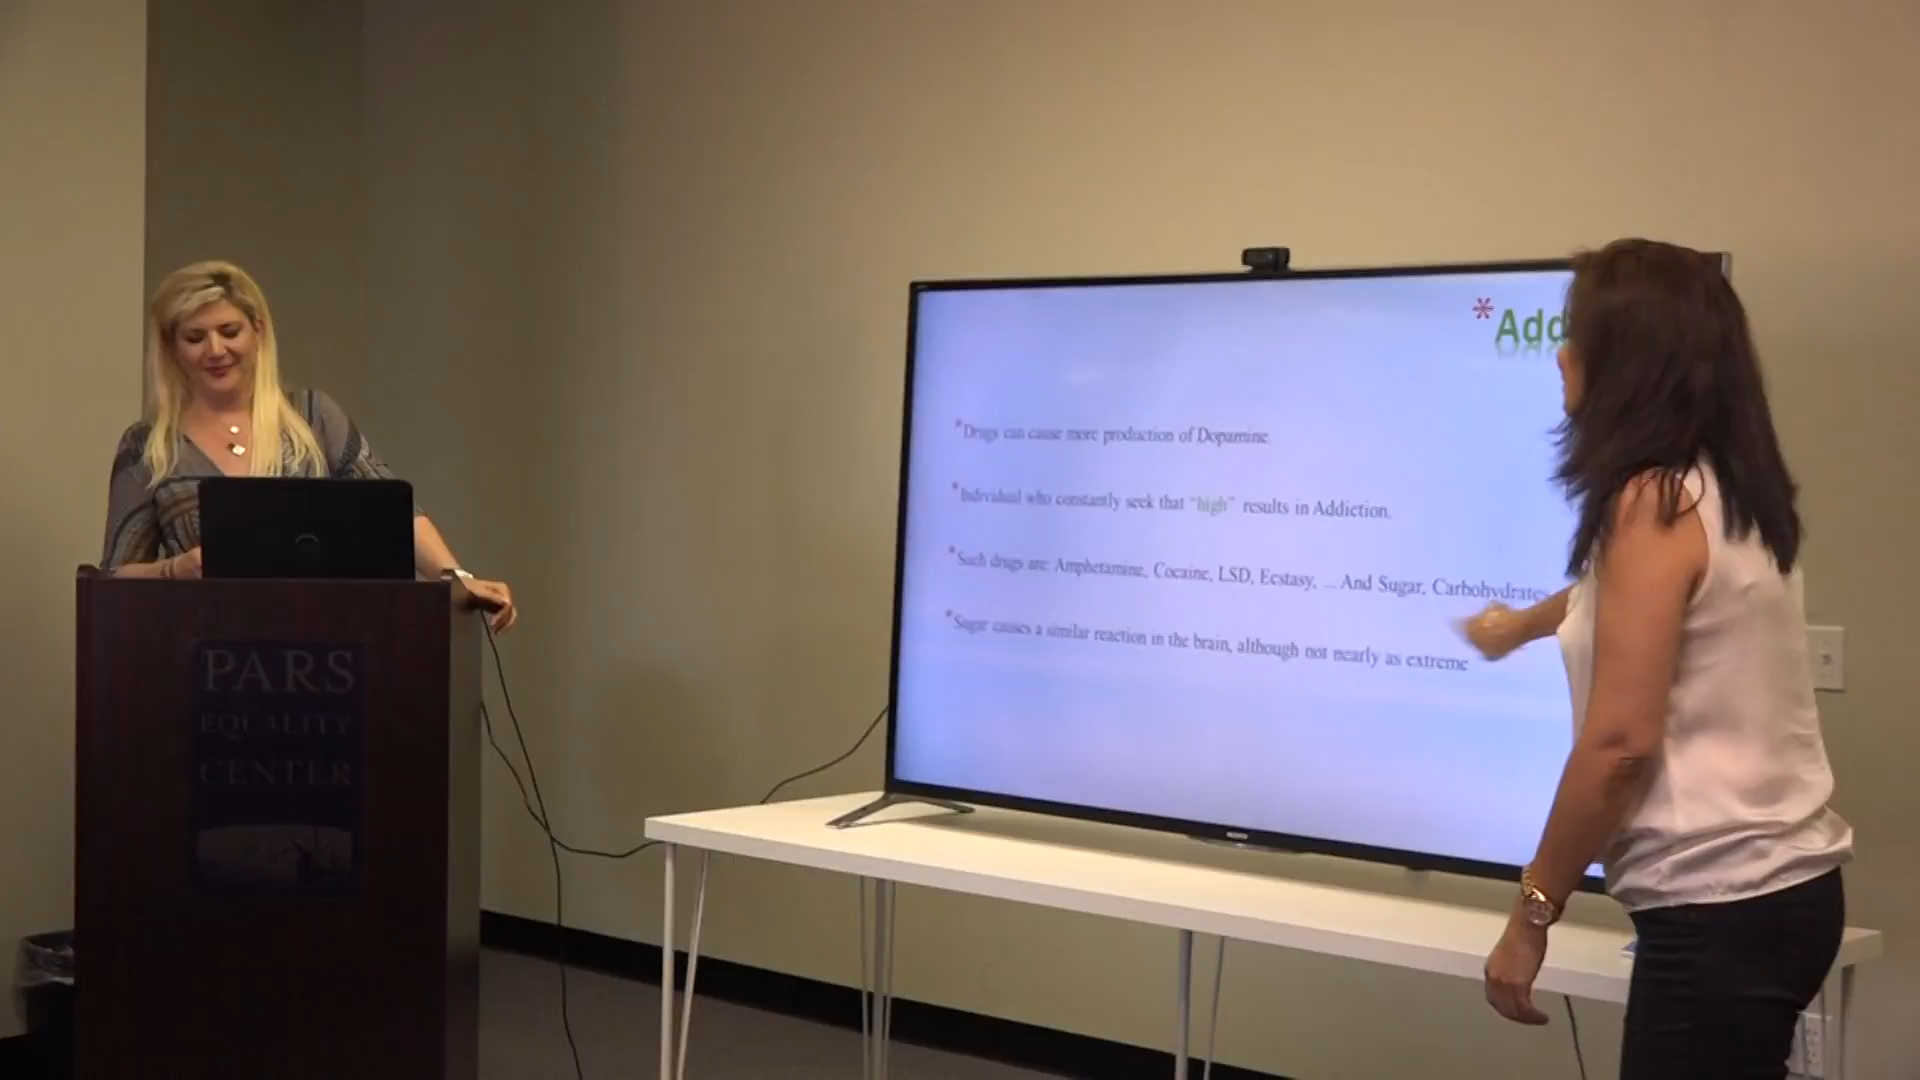 *Add
*Drugs can cause more production of Dopamine.
*Individual who constantly seek that "high" results in Addiction.
*Such drugs are: Amphetamine, Cocaine, LSD, Ecstasy, ... And Sugar, Carbohydrates
*Sugar causes a similar reaction in the brain, although not nearly as extreme
SONY
PARS
EQUALITY
CENTER